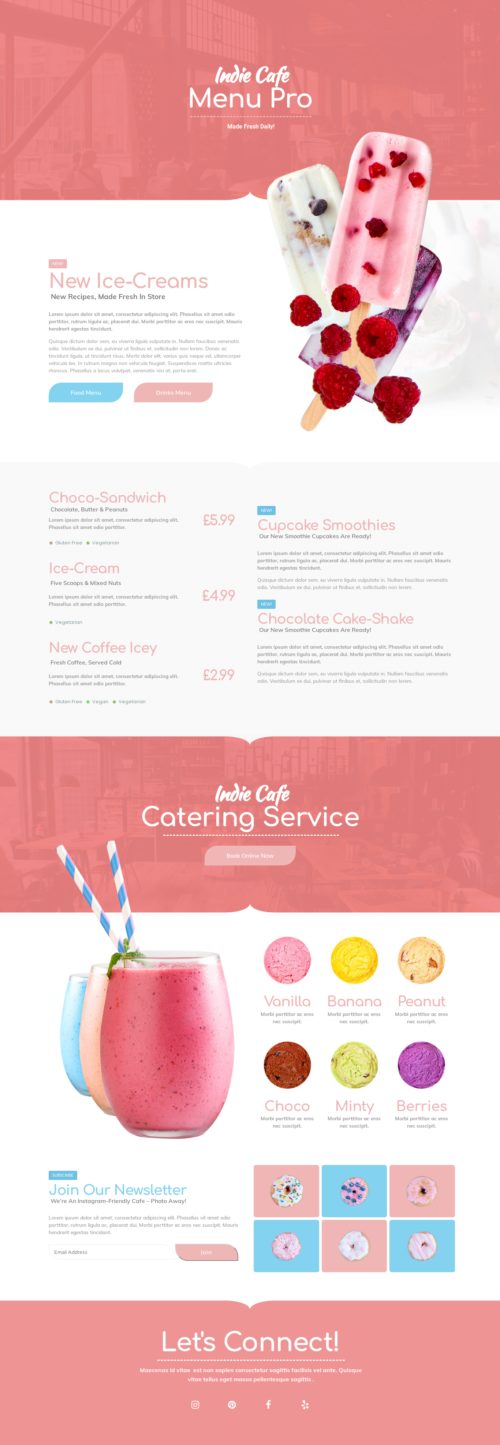 Indie Cafe
Menu Pro
Made Fresh Daily!
NEW!
New Ice-Creams
New Recipes, Made Fresh In Store
Lorem ipsum dolor sit amet, consectetur adipiscing elit. Phasellus sit amet odio
porttitor, rutrum ligula ac, placerat dui. Morbi porttitor ac eros nec suscipit. Mauris
hendrerit egestas tincidunt.
Quisque dictum dolor sem, eu viverra ligula vulputate in. Nullam faucibus venenatis
odio. Vestibulum ex dui, pulvinar ut finibus et, sollicitudin non lorem. Donec ac
tincidunt ligula, ut tincidunt risus. Morbi dolor elit, varius quis neque vel, ullamcorper
vehicula leo. In rutrum magna non vehicula feugiat. Suspendisse mattis ultricies
rhoncus. Phasellus a lacus volutpat, venenatis nisl at, porta erat.
Food Menu
Drinks Menu
Choco-Sandwich
Chocolate, Butter & Peanuts
Lorem ipsum dolor sit amet, consectetur adipiscing elit.
Phasellus sit amet odio porttitor.
£5.99
Gluten Free Vegetarian
Ice-Cream
Five Scoops & Mixed Nuts
Lorem ipsum dolor sit amet, consectetur adipiscing elit.
Phasellus sit amet odio porttitor.
£4.99
Vegetarian
New Coffee Icey
Fresh Coffee, Served Cold
Lorem ipsum dolor sit amet, consectetur adipiscing elit.
Phasellus sit amet odio porttitor.
£2.99
Gluten Free Vegan Vegetarian
NEW!
Cupcake Smoothies
Our New Smoothie Cupcakes Are Ready!
Lorem ipsum dolor sit amet, consectetur adipiscing elit. Phasellus sit amet odio
porttitor, rutrum ligula ac, placerat dui. Morbi porttitor ac eros nec suscipit. Mauris
hendrerit egestas tincidunt.
Quisque dictum dolor sem, eu viverra ligula vulputate in. Nullam faucibus venenatis
odio. Vestibulum ex dui, pulvinar ut finibus et, sollicitudin non lorem.
NEW!
Chocolate Cake-Shake
Our New Smoothie Cupcakes Are Ready!
Lorem ipsum dolor sit amet, consectetur adipiscing elit. Phasellus sit amet odio
porttitor, rutrum ligula ac, placerat dui. Morbi porttitor ac eros nec suscipit. Mauris
hendrerit egestas tincidunt.
Quisque dictum dolor sem, eu viverra ligula vulputate in. Nullam faucibus venenatis
odio. Vestibulum ex dui, pulvinar ut finibus et, sollicitudin non lorem.
Indie Cafe
Catering Service
Book Online Now
Vanilla
Morbi porttitor ac eros
nec suscipit.
Banana
Morbi porttitor ac eros
nec suscipit.
Peanut
Morbi porttitor ac eros
nec suscipit.
Choco
Morbi porttitor ac eros
nec suscipit.
Minty
Morbi porttitor ac eros
nec suscipit.
Berries
Morbi porttitor ac eros
nec suscipit.
SUBSCRIBE
Join Our Newsletter
We're An Instagram-Friendly Cafe – Photo Away!
Lorem ipsum dolor sit amet, consectetur adipiscing elit. Phasellus sit amet odio
porttitor, rutrum ligula ac, placerat dui. Morbi porttitor ac eros nec suscipit. Mauris
hendrerit egestas tincidunt.
Email Address
Join
Let's Connect!
Maecenas id vitae est non sapien consectetur sagittis facilisis vel ante. Quisque
vitae tellus eget massa pellentesque sagittis .